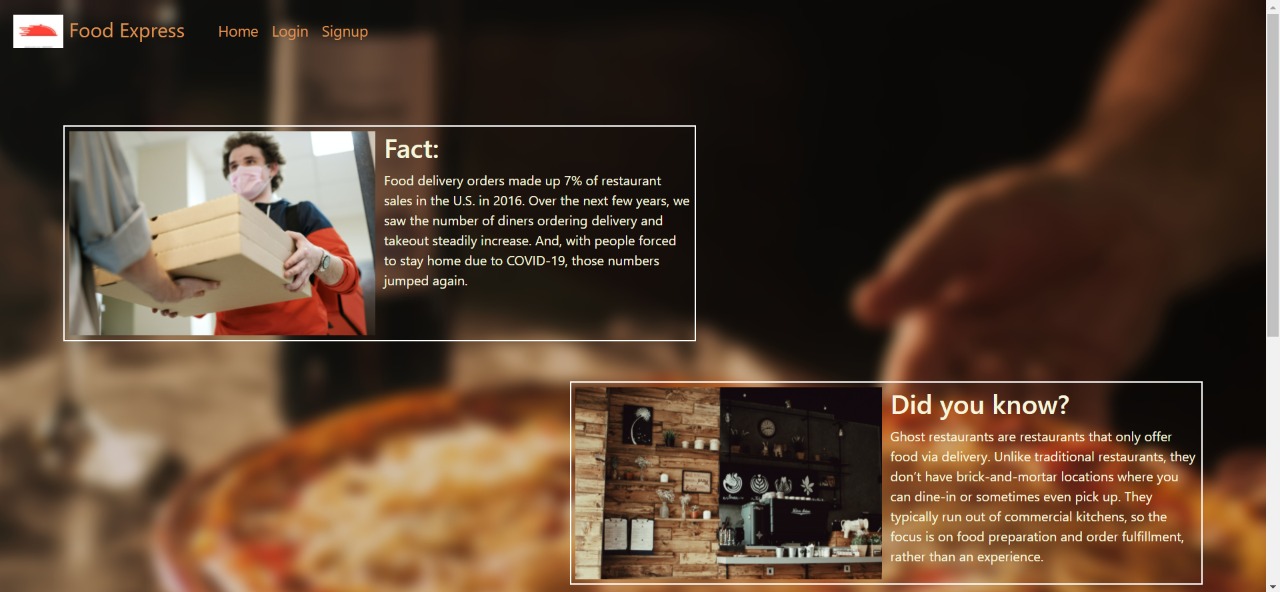 Food Express
Home
Login
Signup
Fact:
Food delivery orders made up 7% of restaurant
sales in the U.S. in 2016. Over the next few years, we
saw the number of diners ordering delivery and
takeout steadily increase. And, with people forced
to stay home due to COVID-19, those numbers
jumped again.
Did you know?
Ghost restaurants are restaurants that only offer
food via delivery. Unlike traditional restaurants, they
don't have brick-and-mortar locations where you
can dine-in or sometimes even pick up. They
typically run out of commercial kitchens, so the
focus is on food preparation and order fulfillment,
rather than an experience.